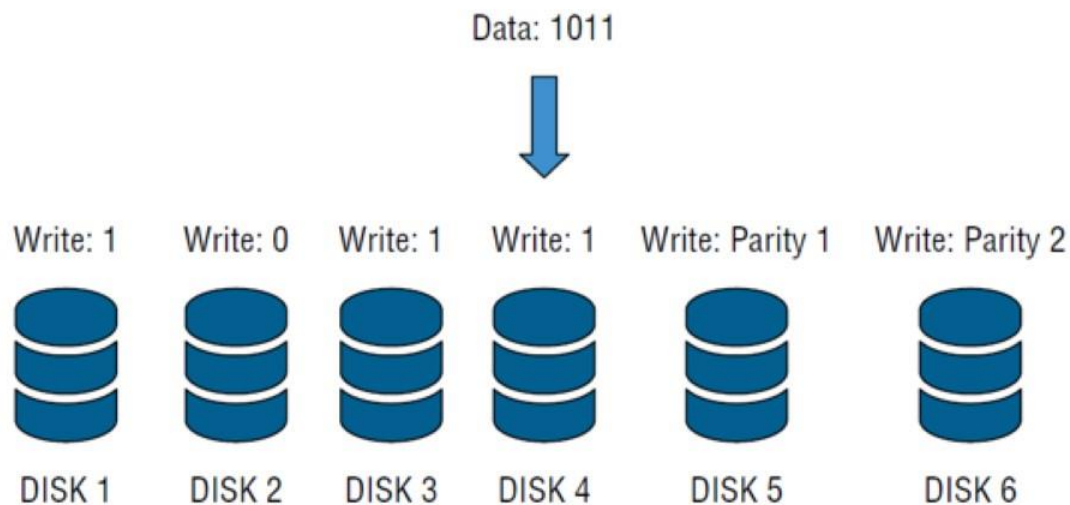 Data: 1011
Write: 1 Write: 0 Write: 1 Write: 1 Write: Parity 1 Write: Parity 2
DISK 1 DISK 2 DISK 3 DISK 4 DISK 5 DISK 6